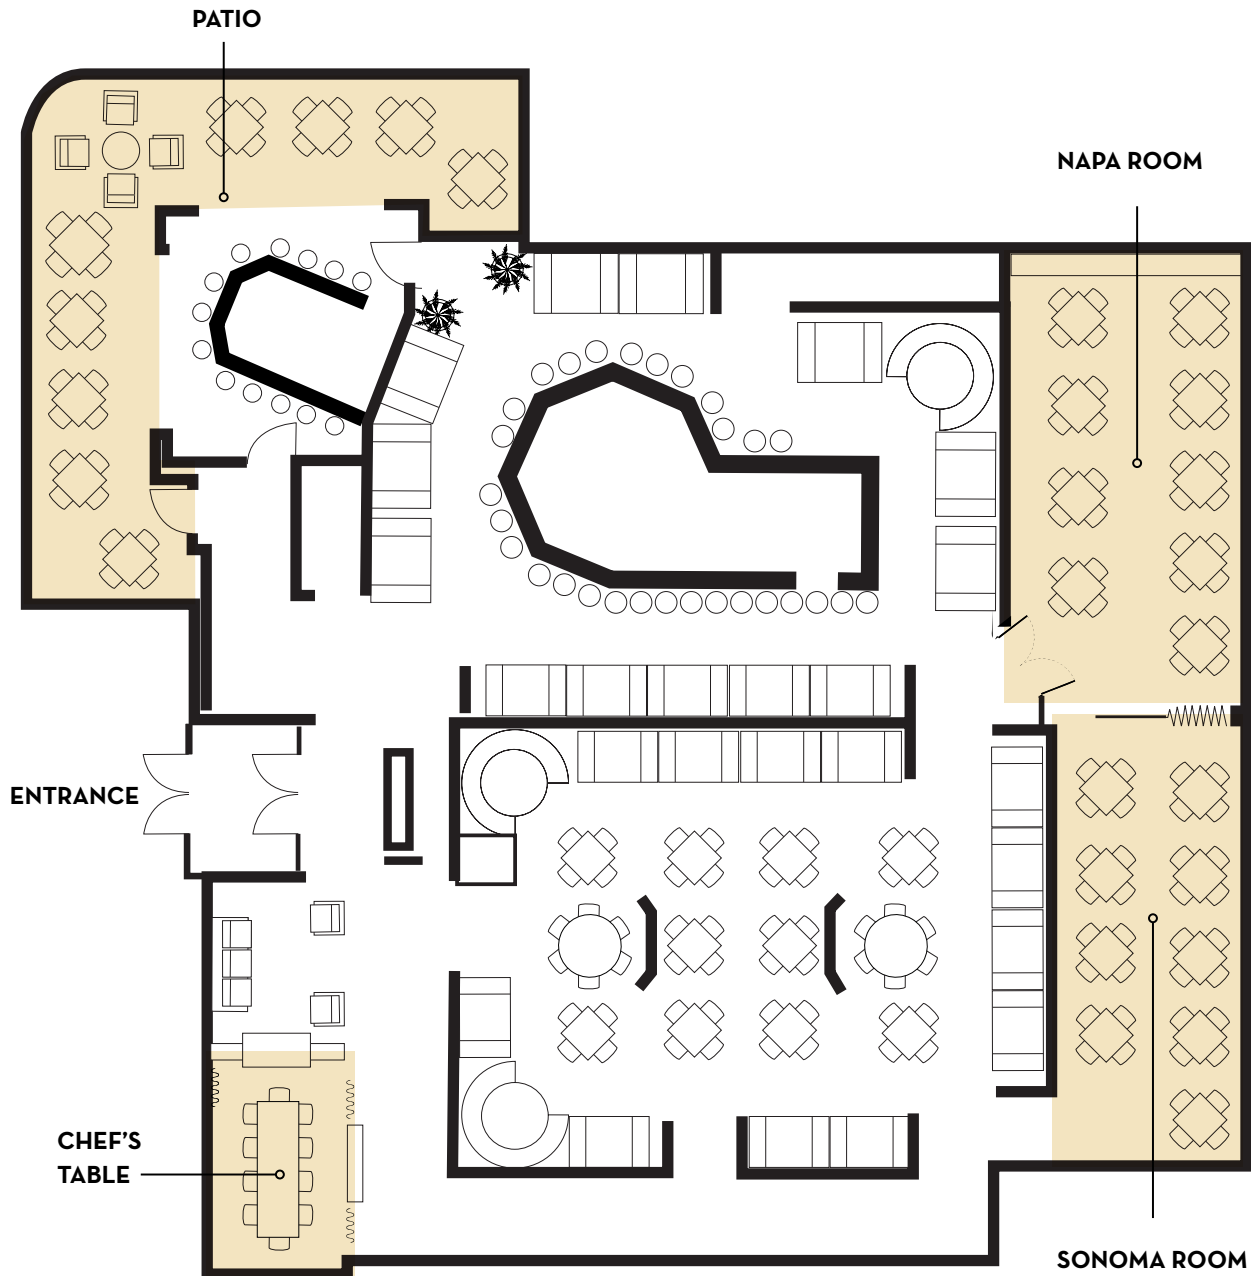 PATIO
NAPA ROOM
ENTRANCE
CHEF'S
TABLE
SONOMA ROOM